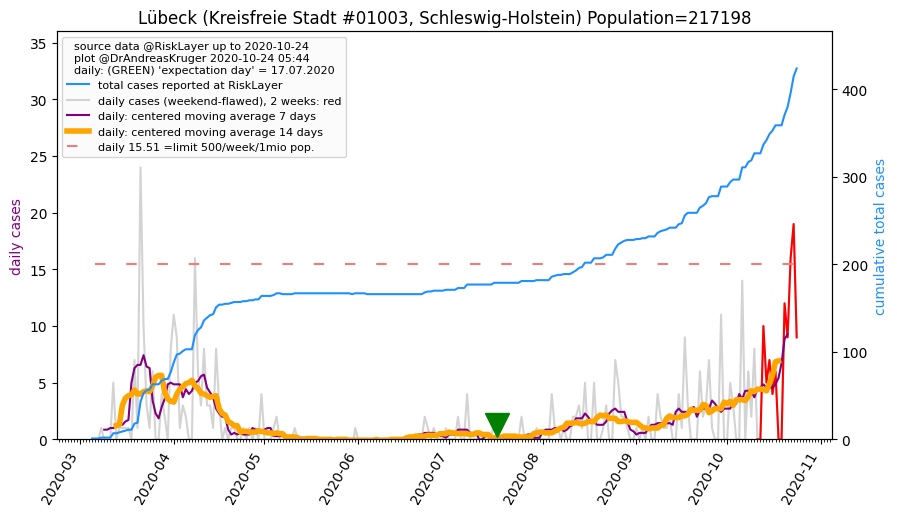 Lübeck (Kreisfreie Stadt #01003, Schleswig-Holstein) Population=217198
source data @RiskLayer up to 2020-10-24
plot @DrAndreasKruger 2020-10-24 05:44
daily: (GREEN) 'expectation day' = 17.07.2020
total cases reported at RiskLayer
daily cases (weekend-flawed), 2 weeks: red
daily: centered moving average 7 days
daily: centered moving average 14 days
daily 15.51 =limit 500/week/1mio pop.
daily cases
35
30
25
20
15
10
5
0
cumulative total cases
400
300
200
100
0
2020-03
2020-04
2020-05
2020-06
2020-07
2020-08
2020-09
2020-10
2020-11